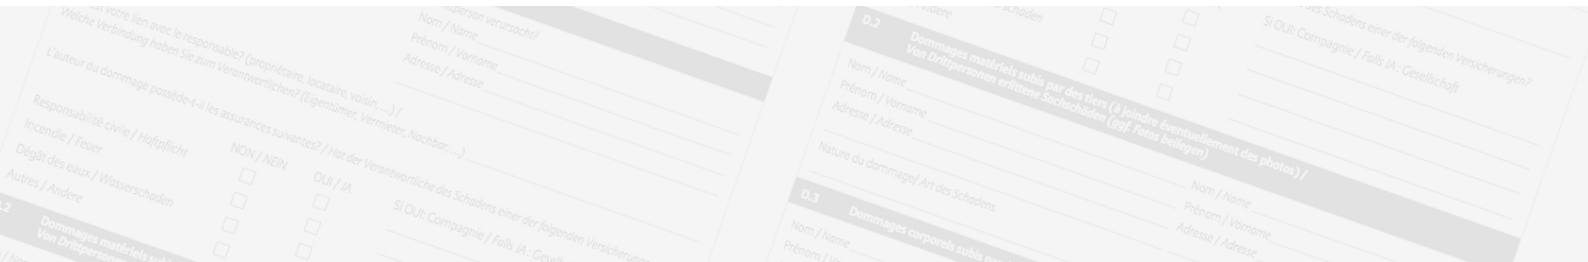 votre lien avec le responsable? (propriétaire, locataire, voisin, ...) /
Welche Verbindung haben Sie zum Verantwortlichen? (Eigentümer, Vermieter, Nachbar, ...)
L'auteur du dommage possède-t-il les assurances suivantes? / Hat der Verantwortliche des Schadens einer der folgenden
NON / NEIN
OUI / JA
Responsabilité civile / Haftpflicht
Incendie / Feuer
Dégât des eaux / Wasserschaden
Autres / Andere
Si OUI: Compagnie / Falls JA : 
Dommages matériels
Von Drittpersonen
verursacht?
Nom / Name
Prénom / Vorname
Adresse / Adresse
des Schadens einer der folgenden Versicherungen?
Si OUI: Compagnie / Falls JA : Gesellschaft
D.2
Dommages matériels subis par des tiers (à joindre éventuellement des photos) /
Von Drittpersonen erlittene Sachschäden (ggf. Fotos beilegen)
Nom / Name
Prénom / Vorname
Adresse / Adresse
Nature du dommage/ Art des Schadens
Nom / Name
Prénom / Vorname
Adresse / Adresse
D.3
Dommages corporels subis
Nom / Name
Prénom /